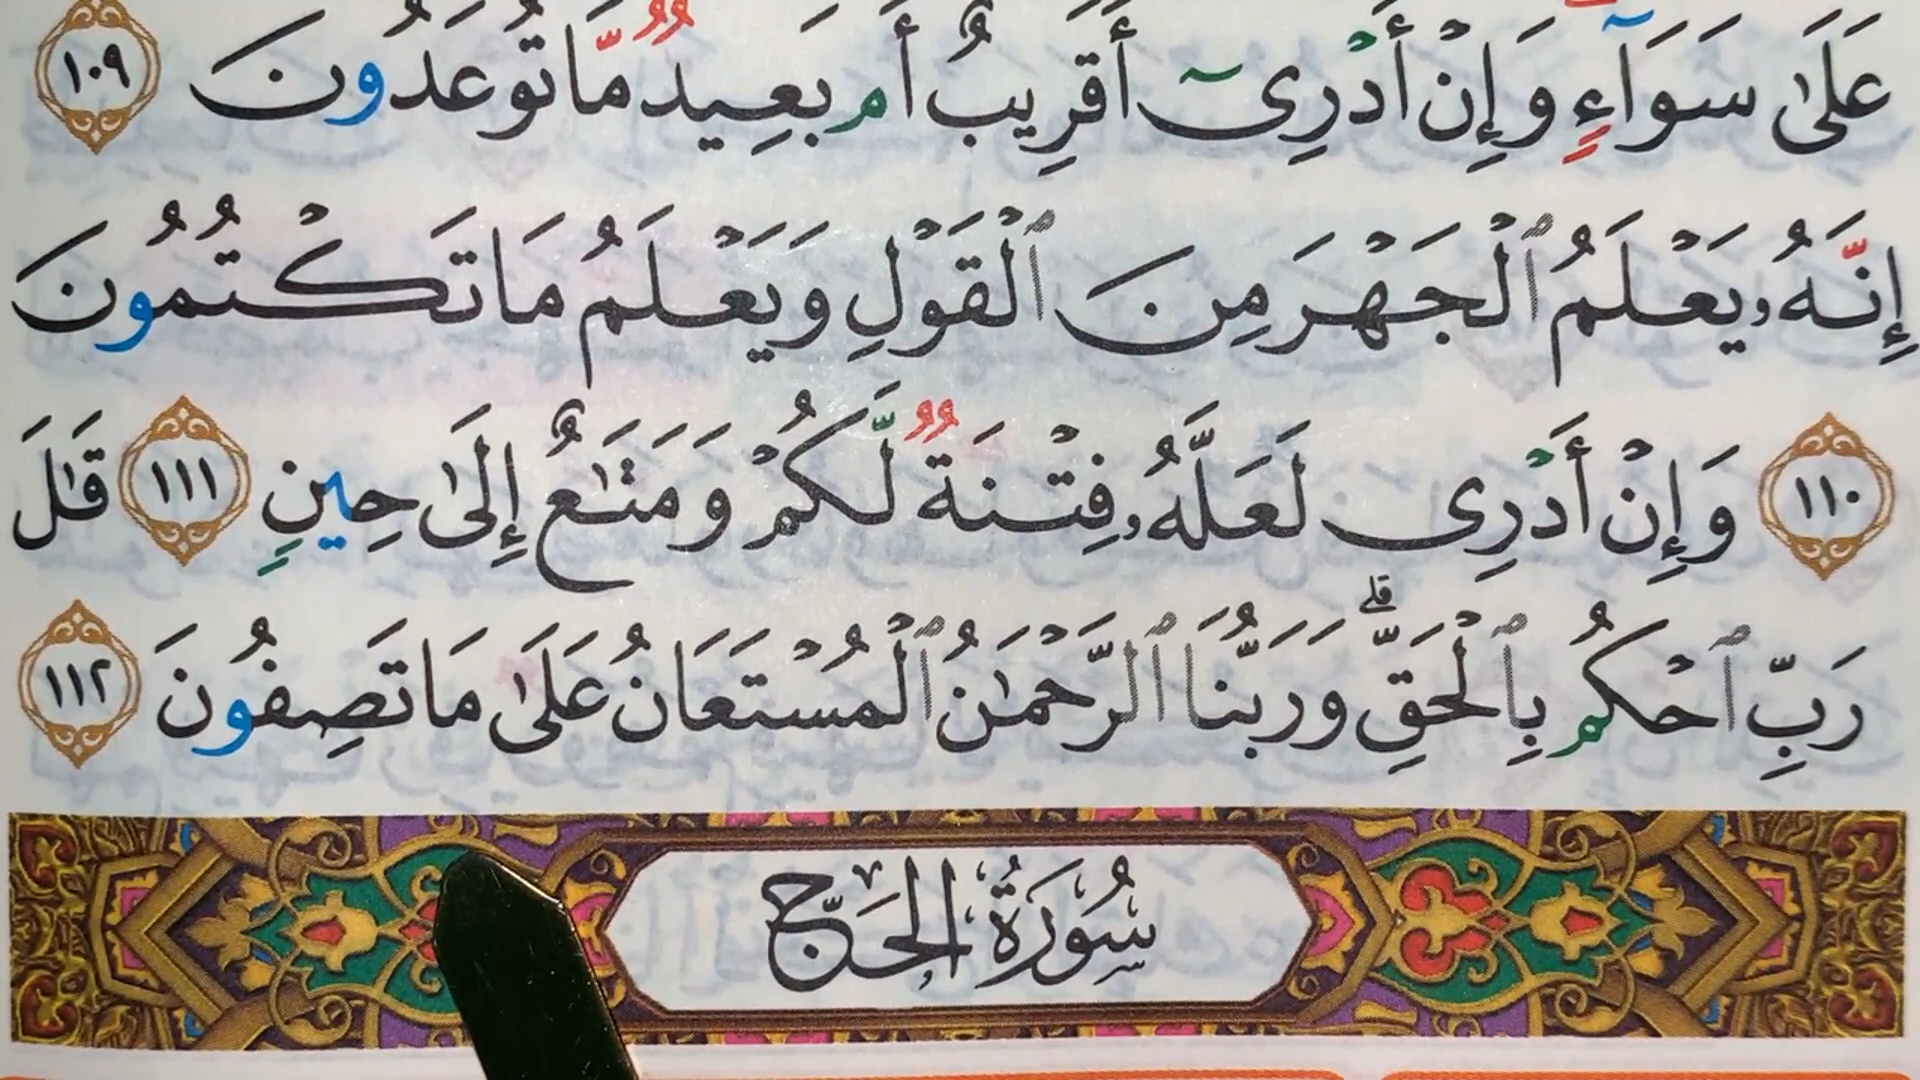 عَلَىٰ سَوَآءٍ وَإِنْ أَدْرِىٓ أَقَرِيبٌ أَم بَعِيدٌ مَّا تُوعَدُونَ ١٠٩
إِنَّهُۥ يَعْلَمُ ٱلْجَهْرَ مِنَ ٱلْقَوْلِ وَيَعْلَمُ مَا تَكْتُمُونَ
١١٠ وَإِنْ أَدْرِى لَعَلَّهُۥ فِتْنَةٌ لَّكُمْ وَمَتَـٰعٌ إِلَىٰ حِينٍ ١١١ قَـٰلَ
رَبِّ ٱحْكُم بِٱلْحَقِّ ۗ وَرَبُّنَا ٱلرَّحْمَـٰنُ ٱلْمُسْتَعَانُ عَلَىٰ مَا تَصِفُونَ ١١٢
سُورَةُ الحَجّ